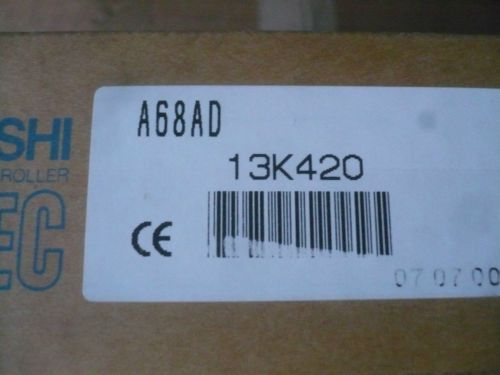 SHI
ROLLER
EC
A68AD
13K420
CE
07 07 00